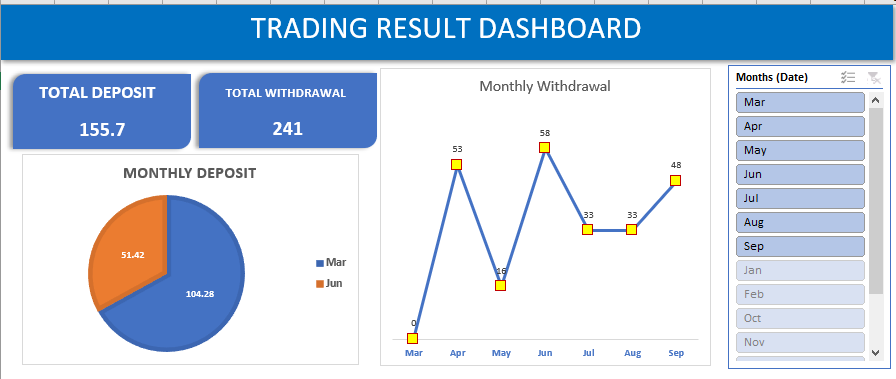 TRADING RESULT DASHBOARD
TOTAL DEPOSIT
155.7
TOTAL WITHDRAWAL
241
MONTHLY DEPOSIT
51.42
104.28
Mar
Jun
Monthly Withdrawal
0
53
16
58
33
33
48
Mar Apr May Jun Jul Aug Sep
Months (Date)
Mar
Apr
May
Jun
Jul
Aug
Sep
Jan
Feb
Oct
Nov